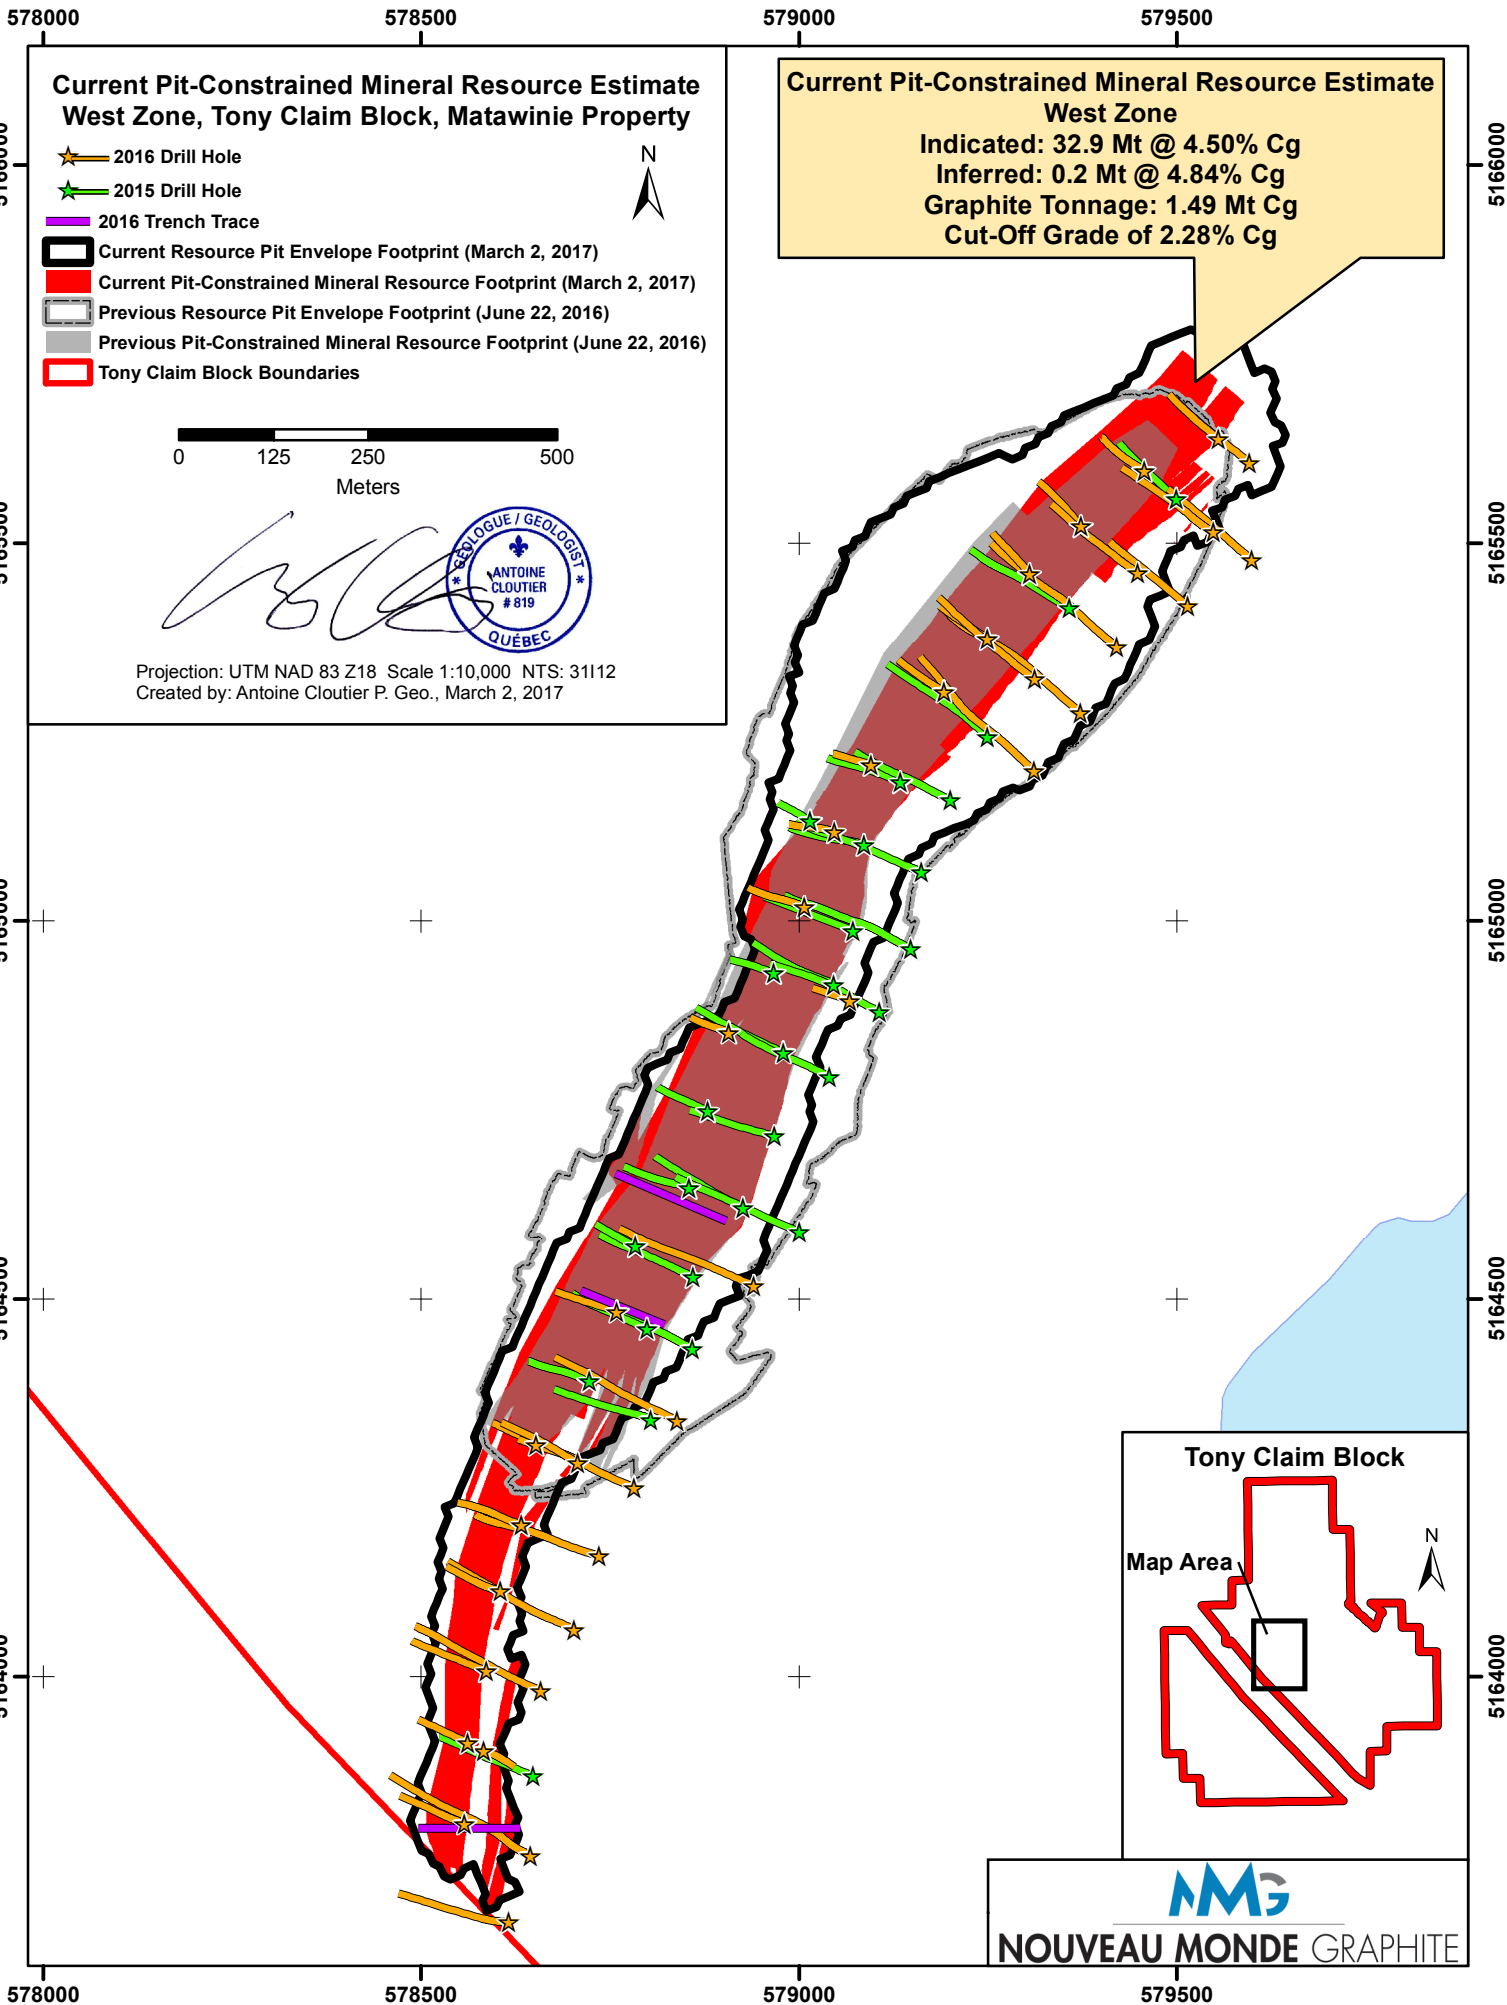 578000
578500
579000
579500
Current Pit-Constrained Mineral Resource Estimate
West Zone, Tony Claim Block, Matawinie Property
2016 Drill Hole
2015 Drill Hole
2016 Trench Trace
Current Resource Pit Envelope Footprint (March 2, 2017)
Current Pit-Constrained Mineral Resource Footprint (March 2, 2017)
Previous Resource Pit Envelope Footprint (June 22, 2016)
Previous Pit-Constrained Mineral Resource Footprint (June 22, 2016)
Tony Claim Block Boundaries
N
0
125
250
500
Meters
GÉOLOGUE / GEOLOGIST
ANTOINE
CLOUTIER
# 819
QUÉBEC
Projection: UTM NAD 83 Z18 Scale 1:10,000 NTS: 31I12
Created by: Antoine Cloutier P. Geo., March 2, 2017
Current Pit-Constrained Mineral Resource Estimate
West Zone
Indicated: 32.9 Mt @ 4.50% Cg
Inferred: 0.2 Mt @ 4.84% Cg
Graphite Tonnage: 1.49 Mt Cg
Cut-Off Grade of 2.28% Cg
5166000
5165500
5165000
5164500
5164000
5166000
5165500
5165000
5164500
5164000
Tony Claim Block
N
Map Area
NMG
NOUVEAU MONDE GRAPHITE
578000
578500
579000
579500